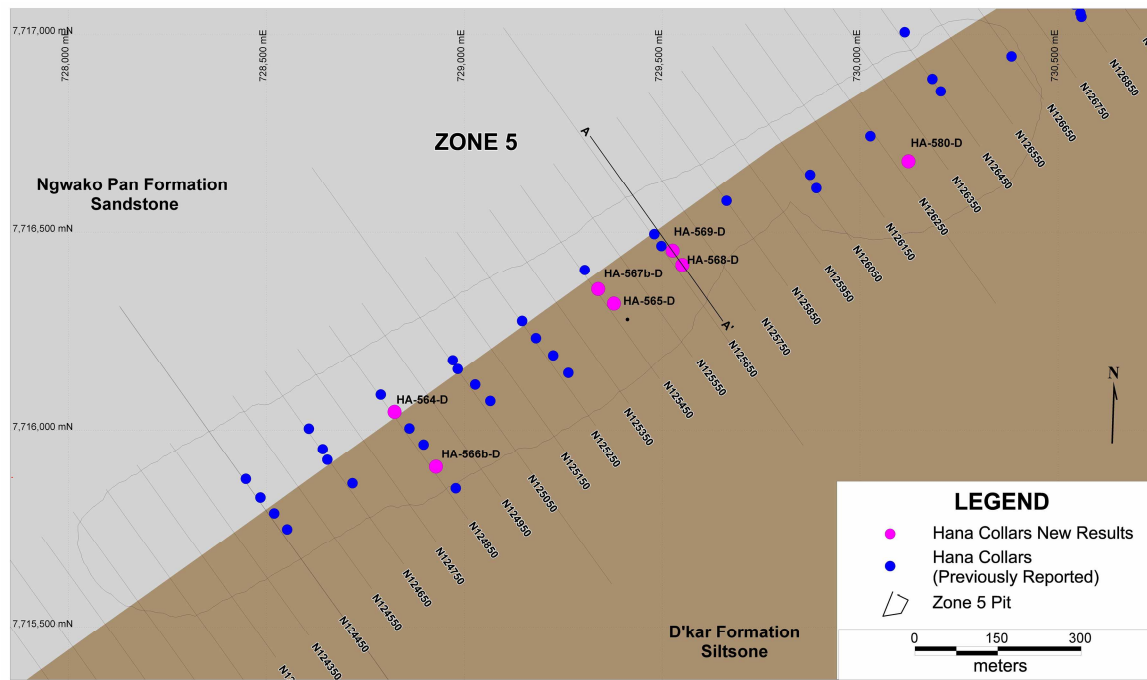 7,717,000 mN
728,000 mE
728,500 mE
729,000 mE
729,500 mE
730,000 mE
730,500 mE
ZONE 5
Ngwako Pan Formation
Sandstone
A
A'
7,716,500 mN
7,716,000 mN
7,715,500 mN
HA-580-D
HA-569-D
HA-568-D
HA-567b-D
HA-565-D
HA-564-D
HA-566b-D
N126850
N126750
N126650
N126550
N126450
N126350
N126250
N126150
N126050
N125950
N125850
N125750
N125650
N125550
N125450
N125350
N125250
N125150
N125050
N124950
N124850
N124750
N124650
N124550
N124450
N124350
N
D'kar Formation
Siltsone
LEGEND
Hana Collars New Results
Hana Collars
(Previously Reported)
Zone 5 Pit
0 150 300
meters